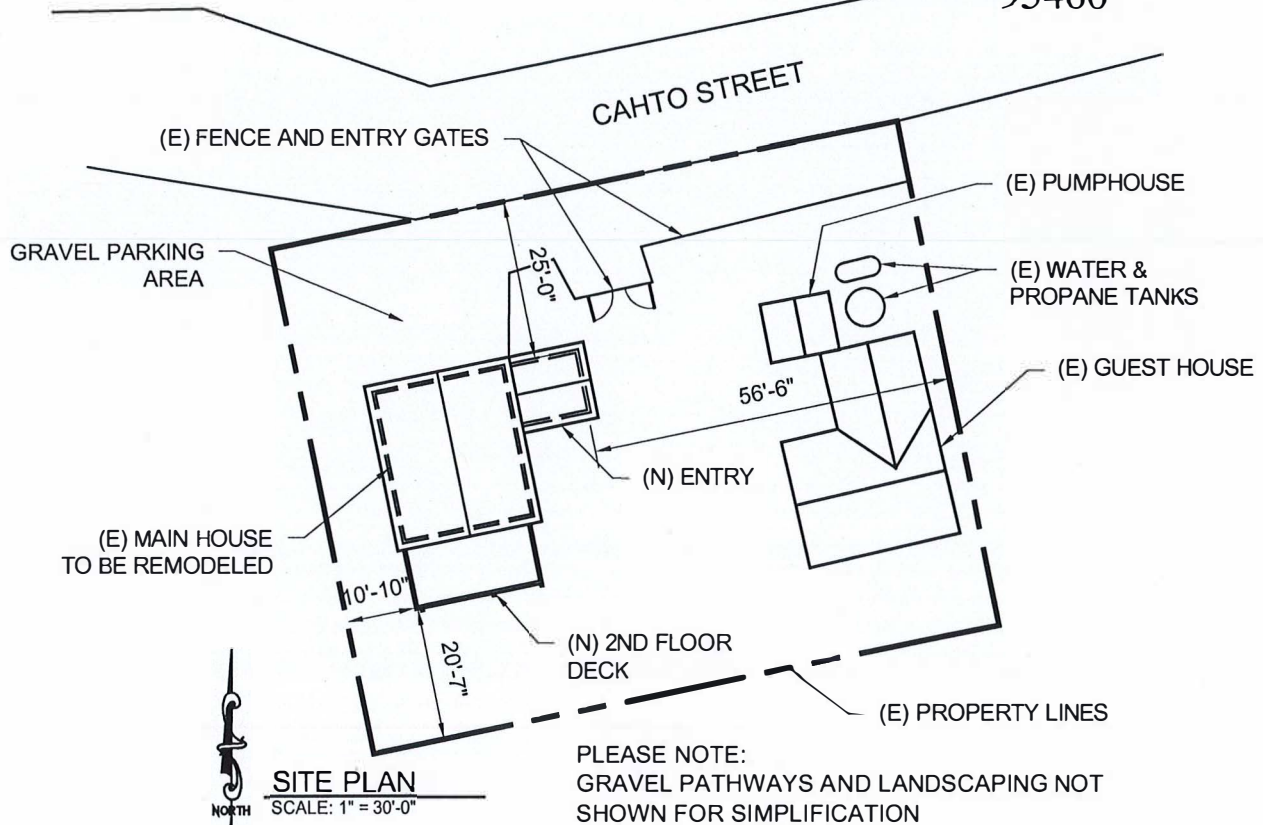 CAHTO STREET
(E) FENCE AND ENTRY GATES
(E) PUMPHOUSE
GRAVEL PARKING
AREA
25'-0"
(E) WATER &
PROPANE TANKS
(E) GUEST HOUSE
56'-6"
(N) ENTRY
(E) MAIN HOUSE
TO BE REMODELED
10'-10"
(N) 2ND FLOOR
DECK
20'-7"
(E) PROPERTY LINES
PLEASE NOTE:
GRAVEL PATHWAYS AND LANDSCAPING NOT
SHOWN FOR SIMPLIFICATION
SITE PLAN
SCALE: 1" = 30'-0"
NORTH